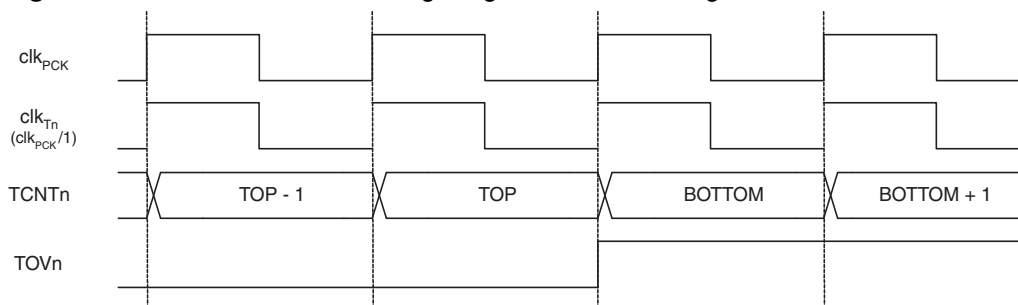 clkPCK
clkTn
(clkPCK/1)
TCNTn TOP - 1 TOP BOTTOM BOTTOM + 1
TOVn